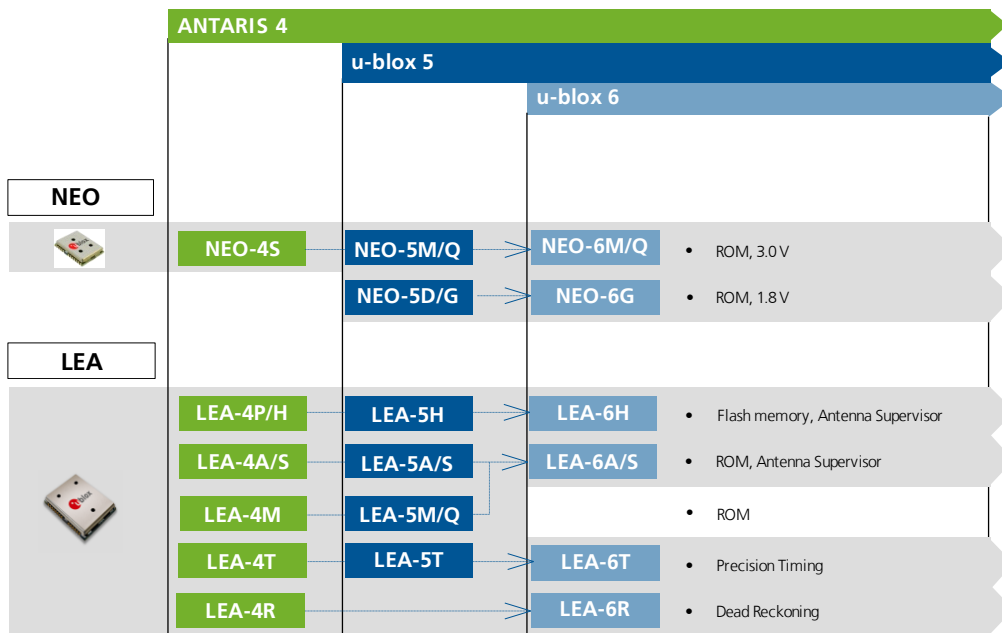 ANTARIS 4
u-blox 5
u-blox 6
NEO
NEO-4S NEO-5M/Q NEO-6M/Q • ROM, 3.0 V
NEO-5D/G NEO-6G • ROM, 1.8 V
LEA
LEA-4P/H LEA-5H LEA-6H • Flash memory, Antenna Supervisor
LEA-4A/S LEA-5A/S LEA-6A/S • ROM, Antenna Supervisor
LEA-4M LEA-5M/Q • ROM
LEA-4T LEA-5T LEA-6T • Precision Timing
LEA-4R LEA-6R • Dead Reckoning
blox